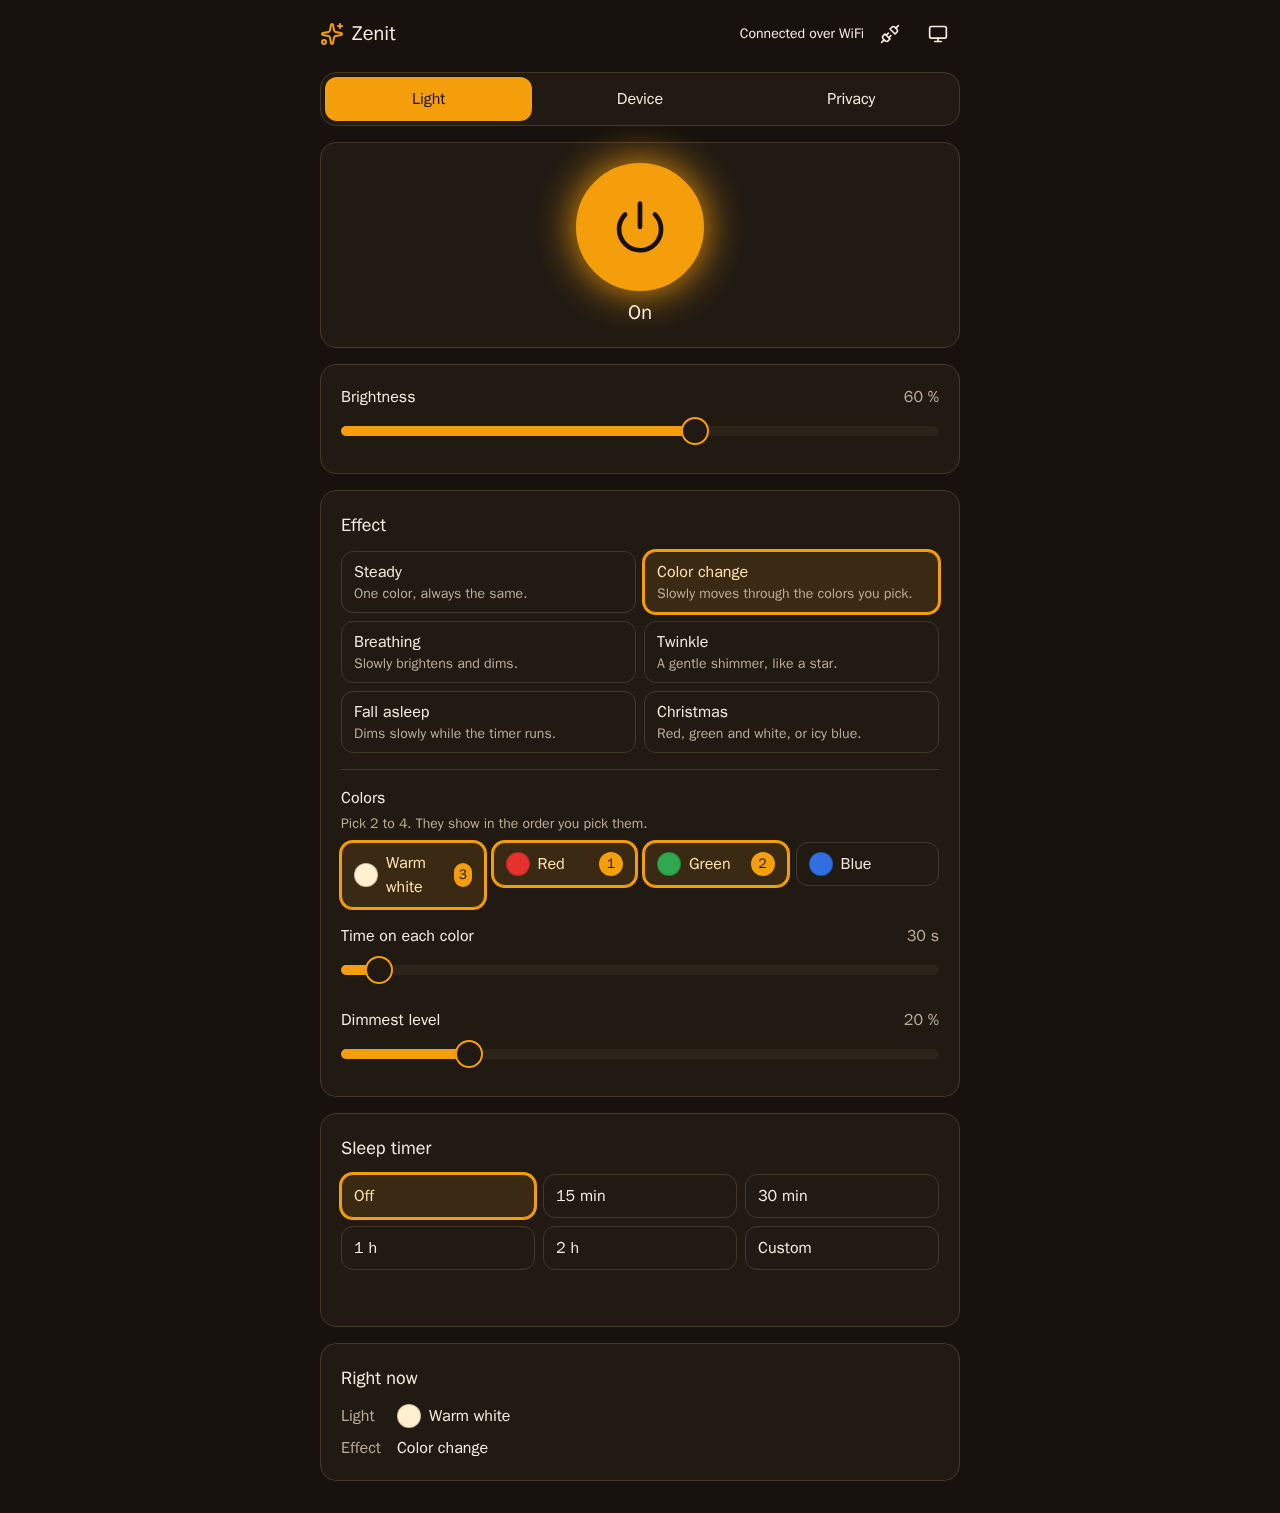 Zenit
Connected over WiFi
Light
Device
Privacy
On
Brightness
60 %
Effect
Steady
One color, always the same.
Color change
Slowly moves through the colors you pick.
Breathing
Slowly brightens and dims.
Twinkle
A gentle shimmer, like a star.
Fall asleep
Dims slowly while the timer runs.
Christmas
Red, green and white, or icy blue.
Colors
Pick 2 to 4. They show in the order you pick them.
Warm
white
3
Red
1
Green
2
Blue
Time on each color
30 s
Dimmest level
20 %
Sleep timer
Off
15 min
30 min
1 h
2 h
Custom
Right now
Light
Warm white
Effect
Color change